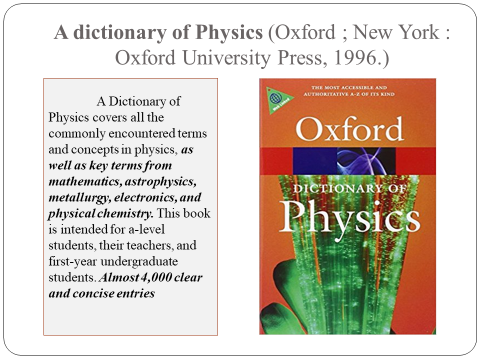 A dictionary of Physics (Oxford ; New York :
Oxford University Press, 1996.)
A Dictionary of
Physics covers all the
commonly encountered terms
and concepts in physics, as
well as key terms from
mathematics, astrophysics,
metallurgy, electronics, and
physical chemistry. This book
is intended for a-level
students, their teachers, and
first-year undergraduate
students. Almost 4,000 clear
and concise entries
THE MOST ACCESSIBLE AND
AUTHORITATIVE A-Z OF ITS KIND
Oxford
DICTIONARY OF
Physics